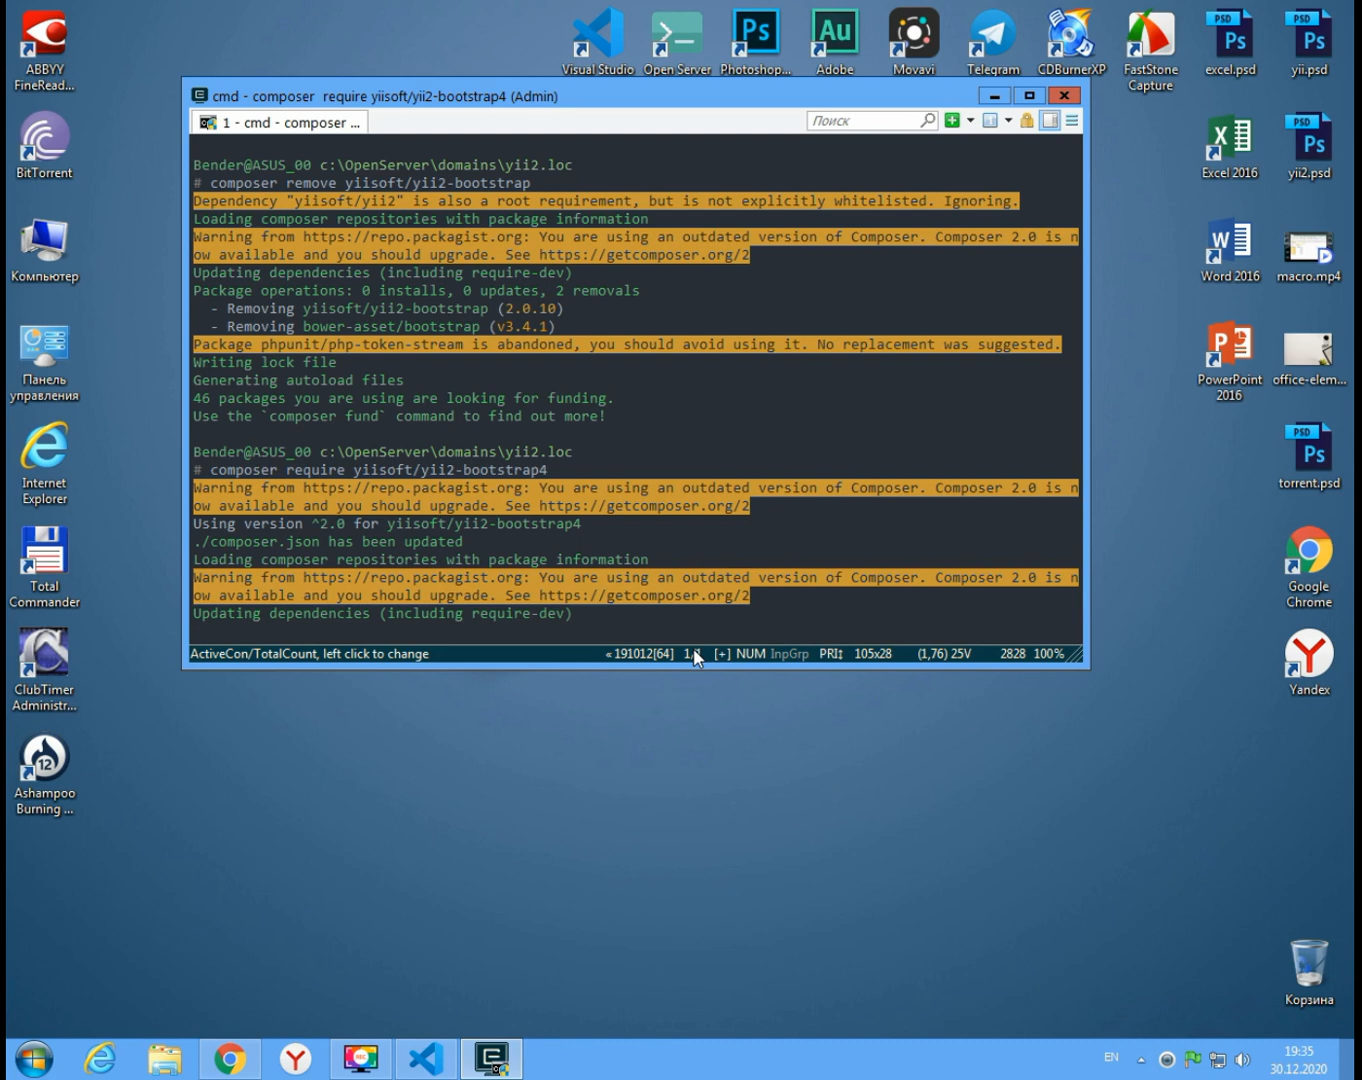 ABBYY
FineRead...
BitTorrent
Компьютер
Панель
управления
Internet
Explorer
Total
Commander
ClubTimer
Administr...
12
Ashampoo
Burning ...
Visual Studio
Open Server
Ps
Photoshop...
Au
Adobe
Movavi
Telegram
CDBurnerXP
FastStone
Capture
PSD
Ps
excel.psd
PSD
Ps
yii.psd
Excel 2016
PSD
Ps
yii2.psd
Word 2016
macro.mp4
PowerPoint
2016
office-elem...
PSD
Ps
torrent.psd
Google
Chrome
Yandex
Корзина
cmd - composer  require yiisoft/yii2-bootstrap4 (Admin)
1 - cmd - composer ...
Поиск
Bender@ASUS_00 c:\OpenServer\domains\yii2.loc
# composer remove yiisoft/yii2-bootstrap
Dependency "yiisoft/yii2" is also a root requirement, but is not explicitly whitelisted. Ignoring.
Loading composer repositories with package information
Warning from https://repo.packagist.org: You are using an outdated version of Composer. Composer 2.0 is n
ow available and you should upgrade. See https://getcomposer.org/2
Updating dependencies (including require-dev)
Package operations: 0 installs, 0 updates, 2 removals
- Removing yiisoft/yii2-bootstrap (2.0.10)
- Removing bower-asset/bootstrap (v3.4.1)
Package phpunit/php-token-stream is abandoned, you should avoid using it. No replacement was suggested.
Writing lock file
Generating autoload files
46 packages you are using are looking for funding.
Use the `composer fund` command to find out more!
Bender@ASUS_00 c:\OpenServer\domains\yii2.loc
# composer require yiisoft/yii2-bootstrap4
Warning from https://repo.packagist.org: You are using an outdated version of Composer. Composer 2.0 is n
ow available and you should upgrade. See https://getcomposer.org/2
Using version ^2.0 for yiisoft/yii2-bootstrap4
./composer.json has been updated
Loading composer repositories with package information
Warning from https://repo.packagist.org: You are using an outdated version of Composer. Composer 2.0 is n
ow available and you should upgrade. See https://getcomposer.org/2
Updating dependencies (including require-dev)
ActiveCon/TotalCount, left click to change
«191012[64] [+] NUM InpGrp PRI↕ 105x28 (1,76) 25V 2828 100%
REC
EN
19:35
30.12.2020